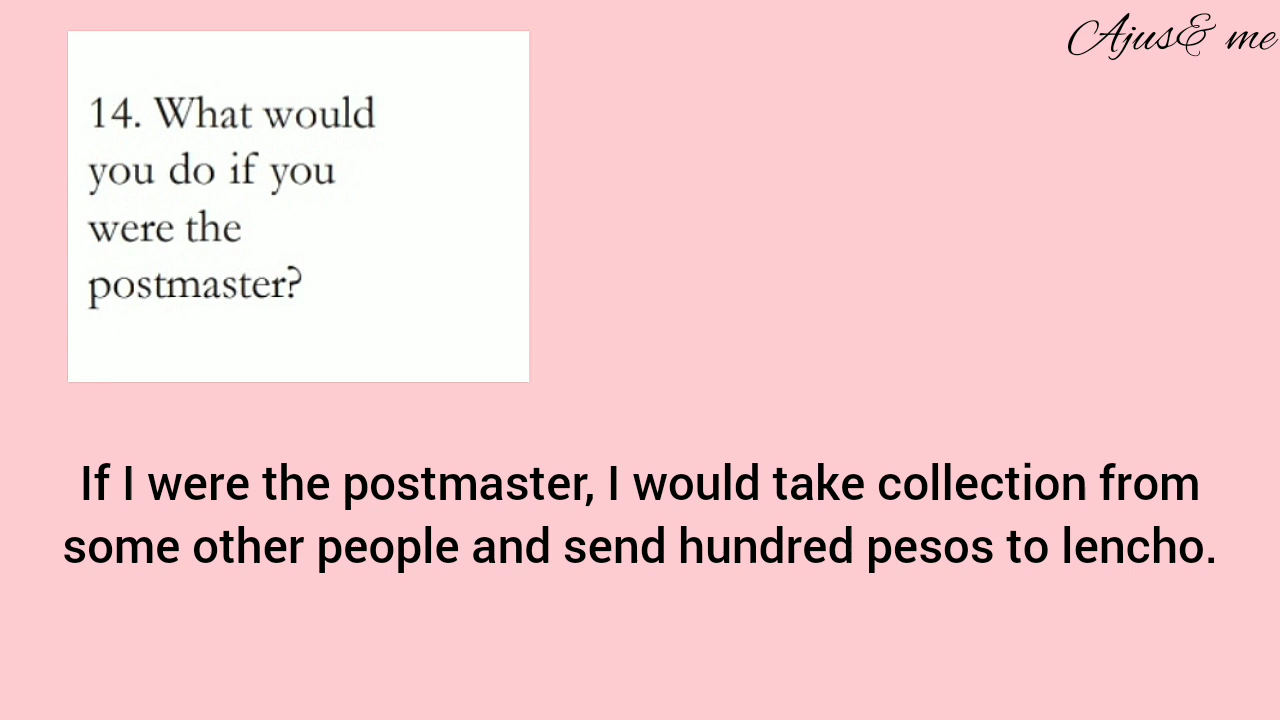 Ajus& me
14. What would
you do if you
were the
postmaster?
If I were the postmaster, I would take collection from
some other people and send hundred pesos to lencho.